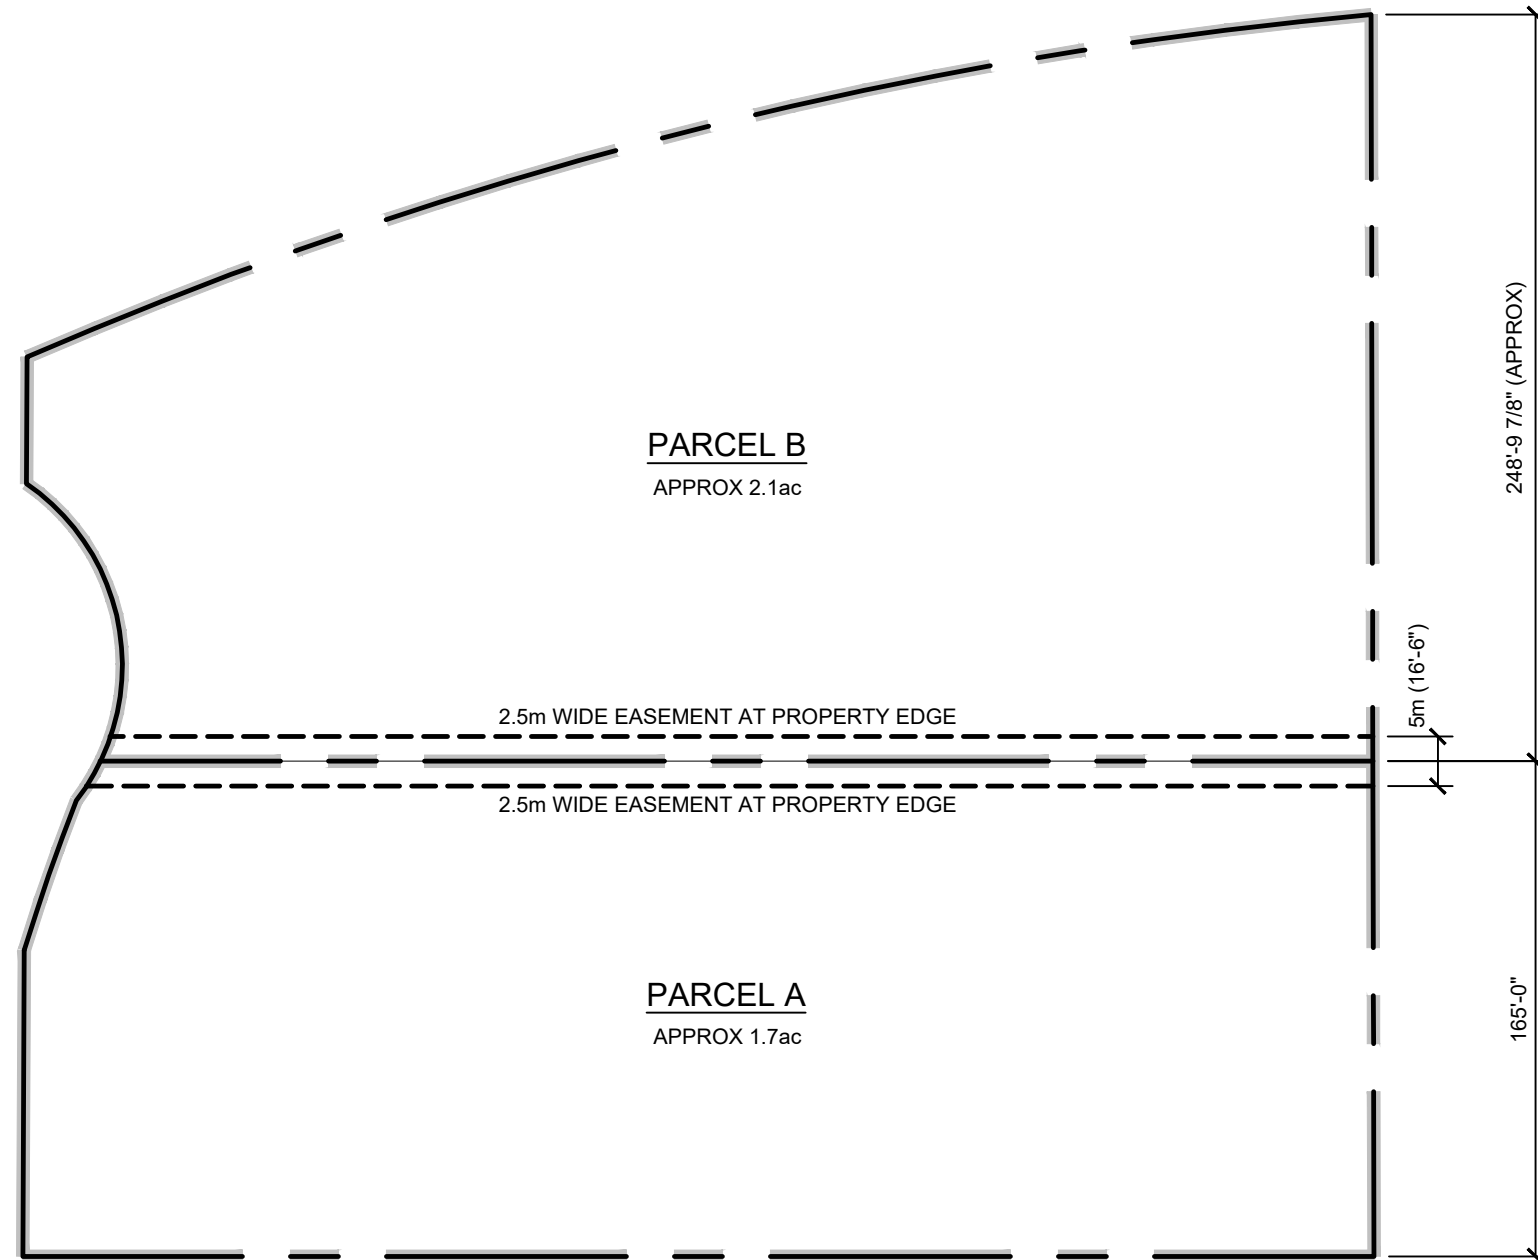 PARCEL B
APPROX 2.1ac
248'-9 7/8" (APPROX)
2.5m WIDE EASEMENT AT PROPERTY EDGE
5m (16'-6")
2.5m WIDE EASEMENT AT PROPERTY EDGE
PARCEL A
APPROX 1.7ac
165'-0"